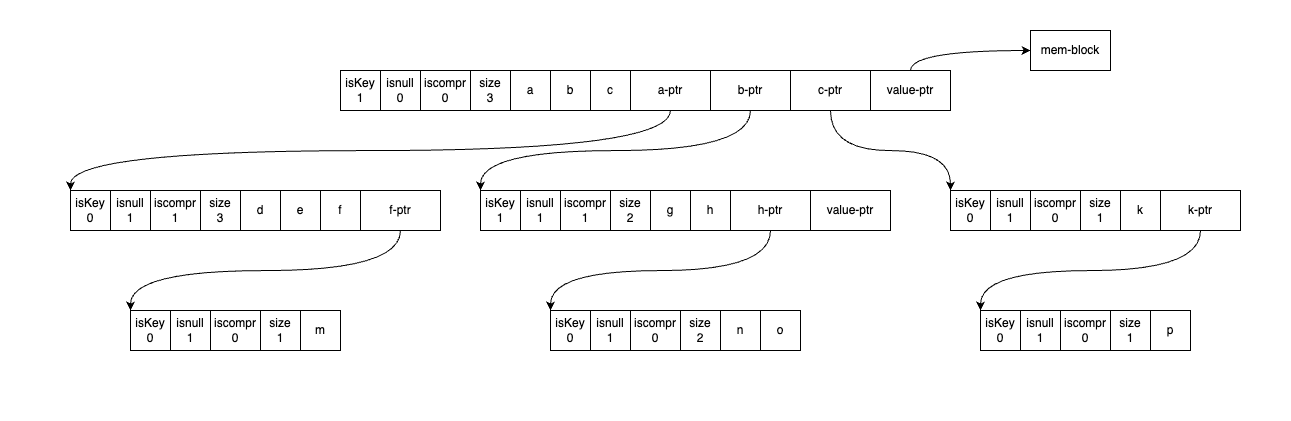 mem-block
isKey isnull iscompr size a b c a-ptr b-ptr c-ptr value-ptr
1 0 0 3
isKey isnull iscompr size d e f f-ptr
0 1 1 3
isKey isnull iscompr size g h h-ptr value-ptr
1 1 1 2
isKey isnull iscompr size k k-ptr
0 1 0 1
isKey isnull iscompr size m
0 1 0 1
isKey isnull iscompr size n o
0 1 0 2
isKey isnull iscompr size p
0 1 0 1